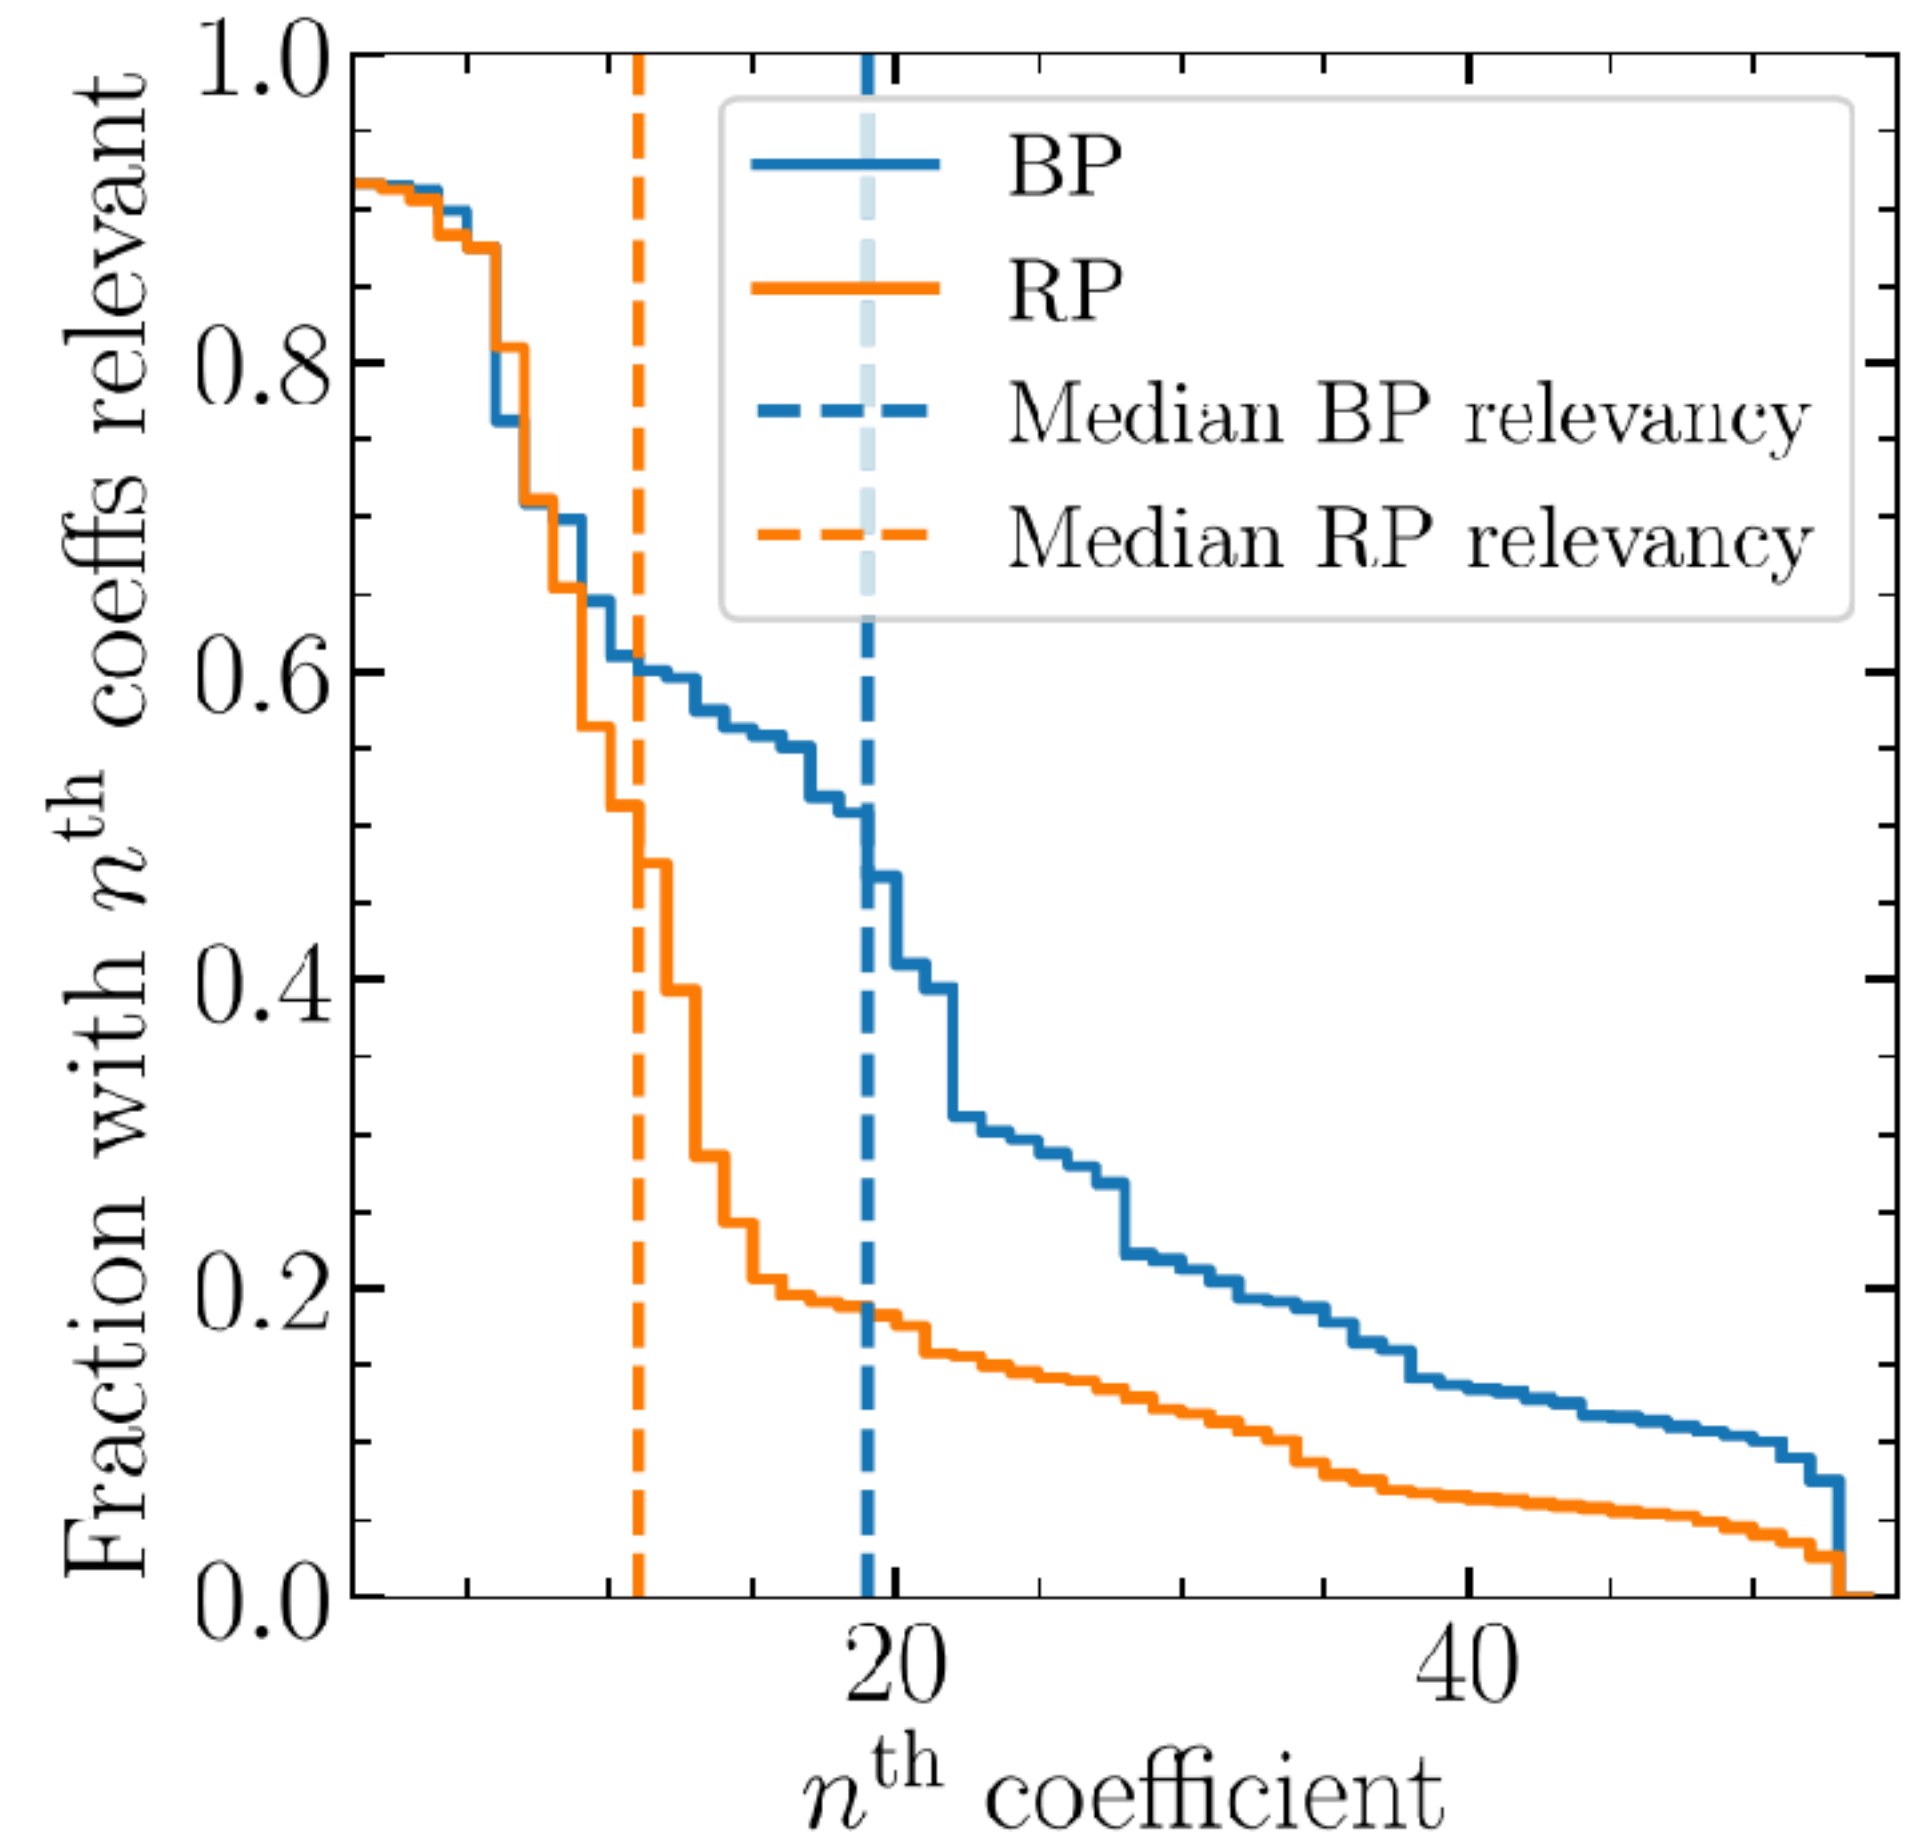 Fraction with nth coeffs relevant
1.0
0.8
0.6
0.4
0.2
0.0
BP
RP
Median BP relevancy
Median RP relevancy
20
40
nth coefficient